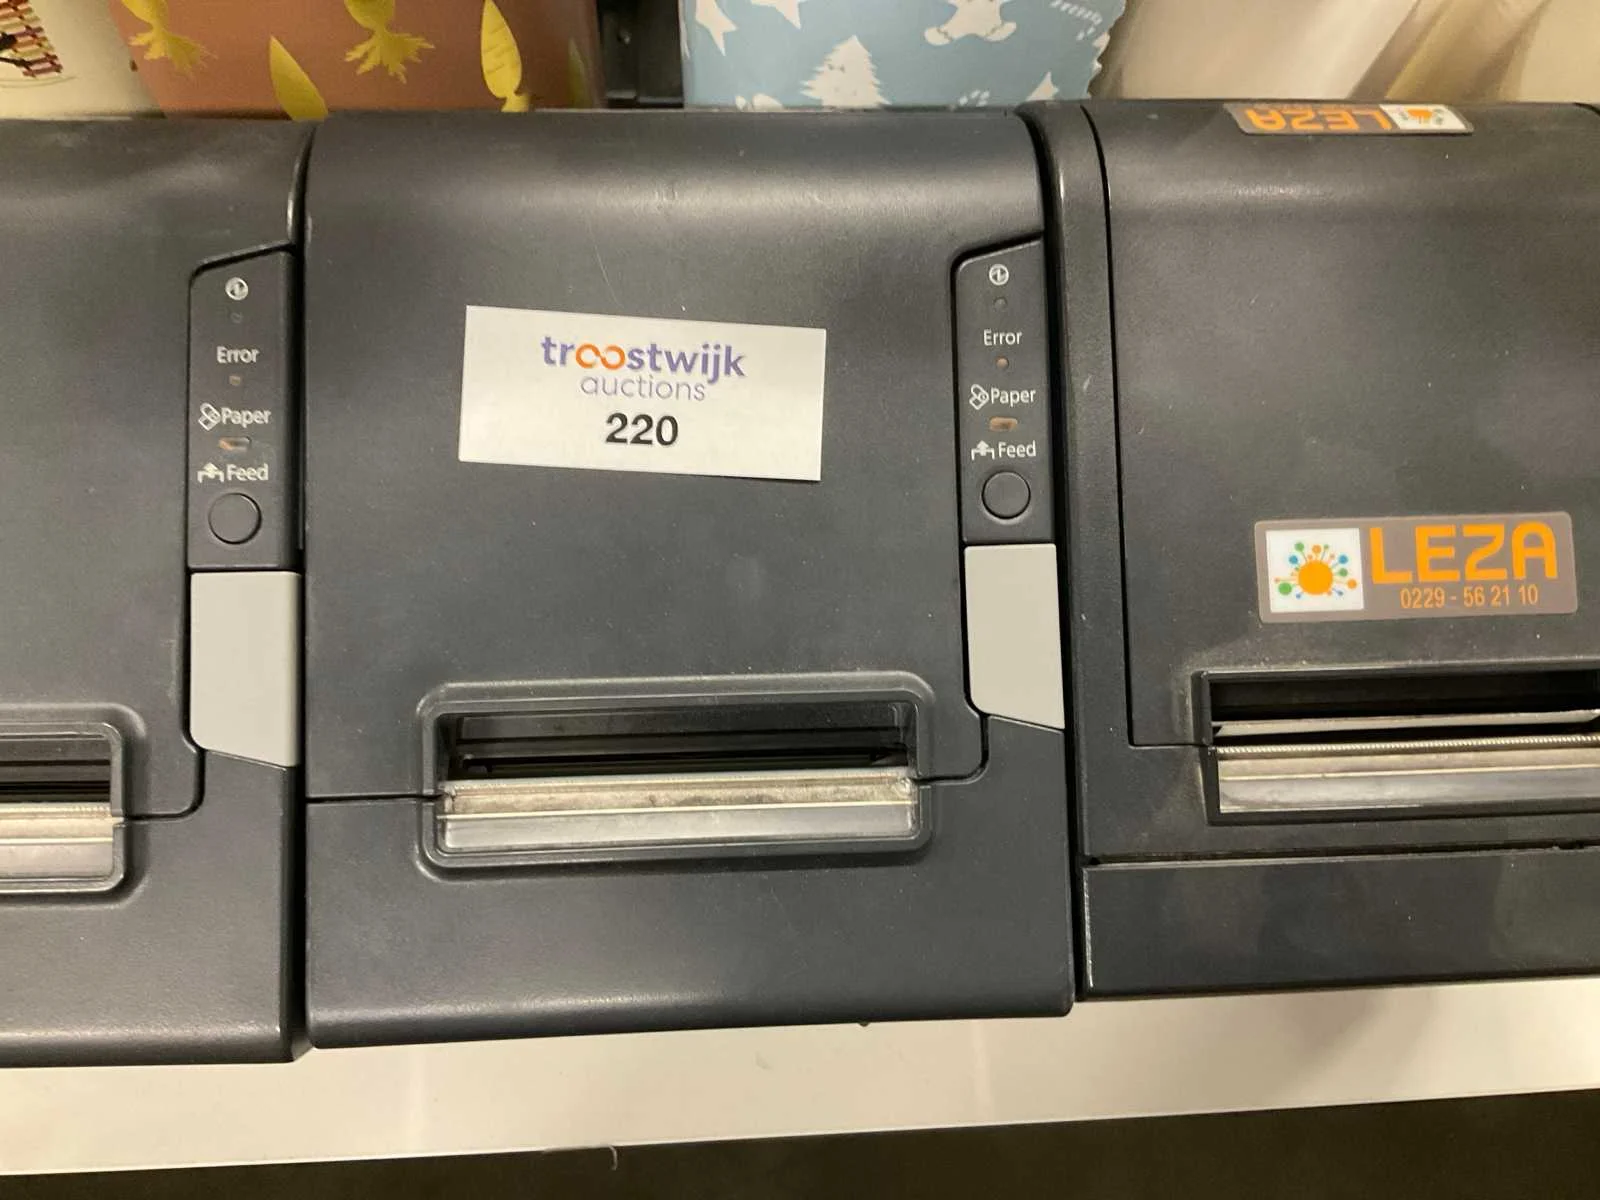 Error
Paper
Feed
troostwijk
auctions
220
Error
Paper
Feed
LEZA
LEZA
0229 - 56 21 10